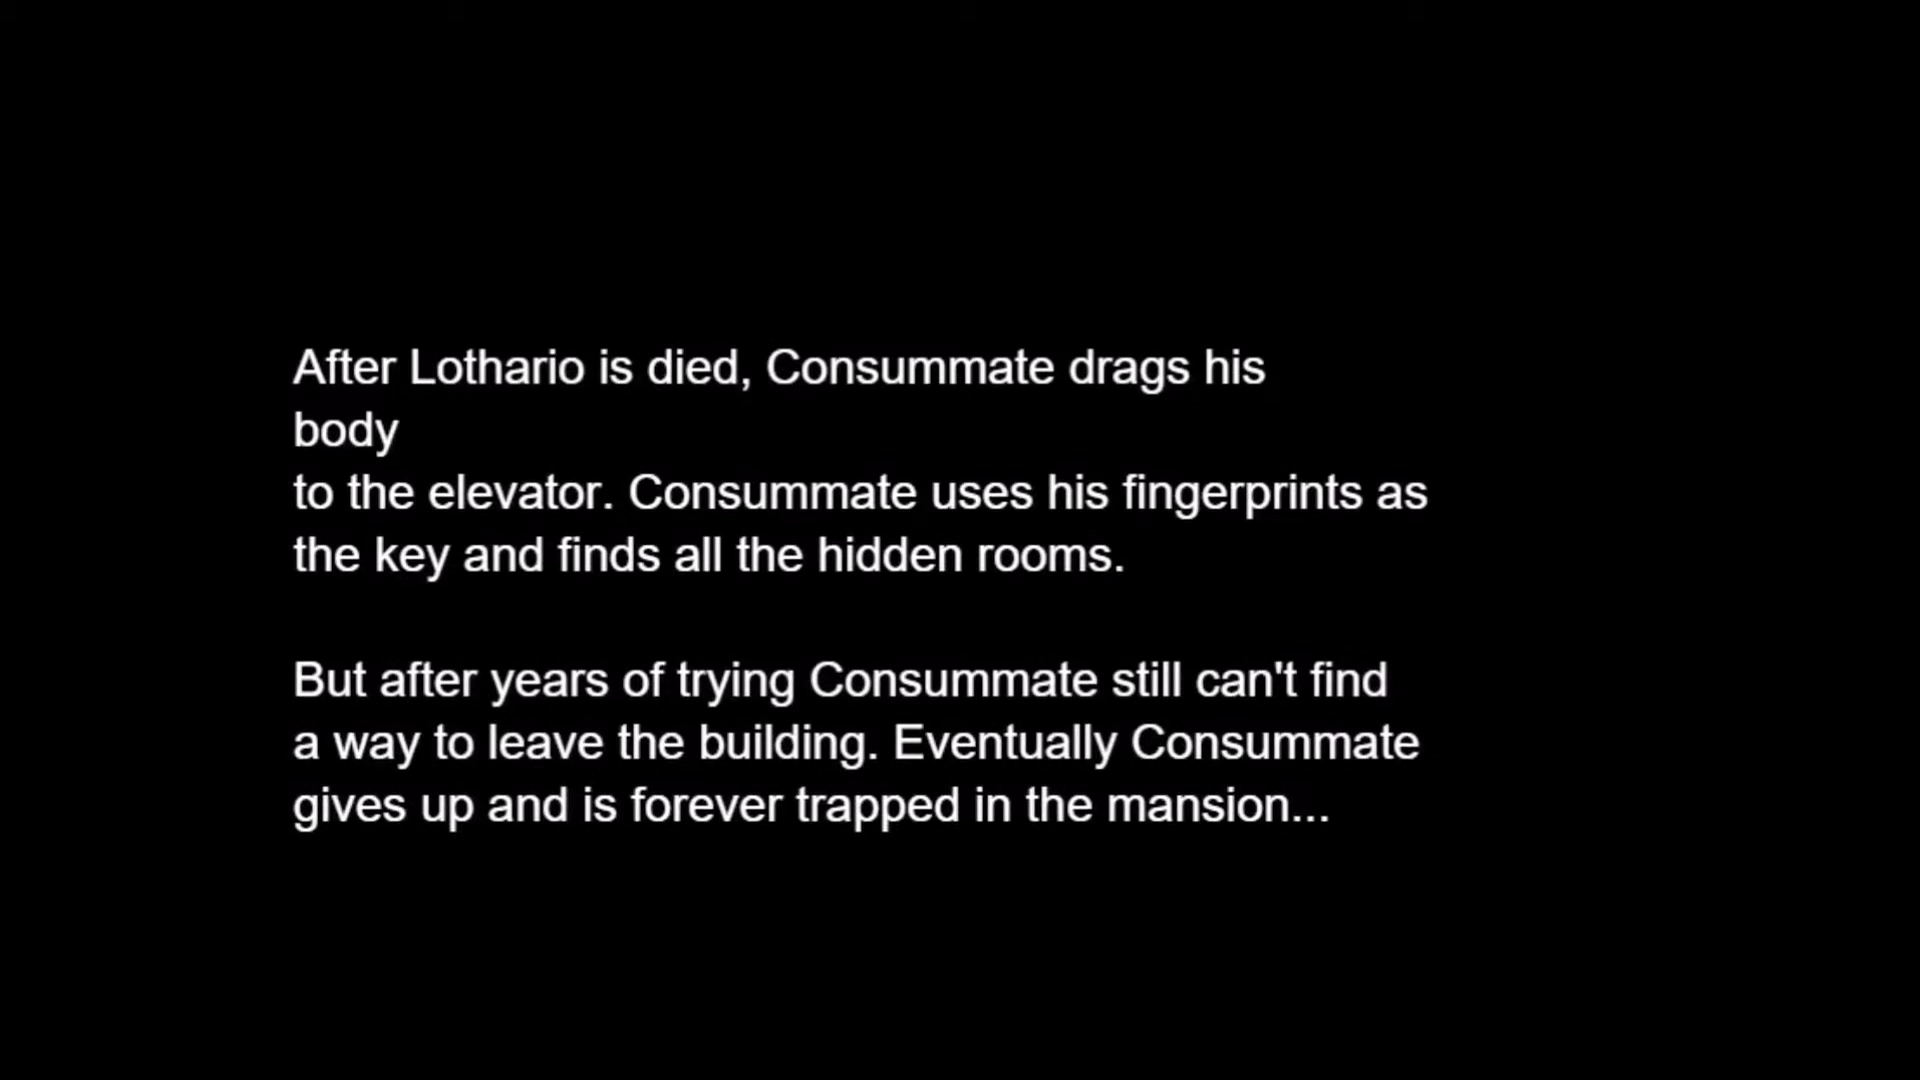 After Lothario is died, Consummate drags his
body
to the elevator. Consummate uses his fingerprints as
the key and finds all the hidden rooms.
But after years of trying Consummate still can't find
a way to leave the building. Eventually Consummate
gives up and is forever trapped in the mansion...